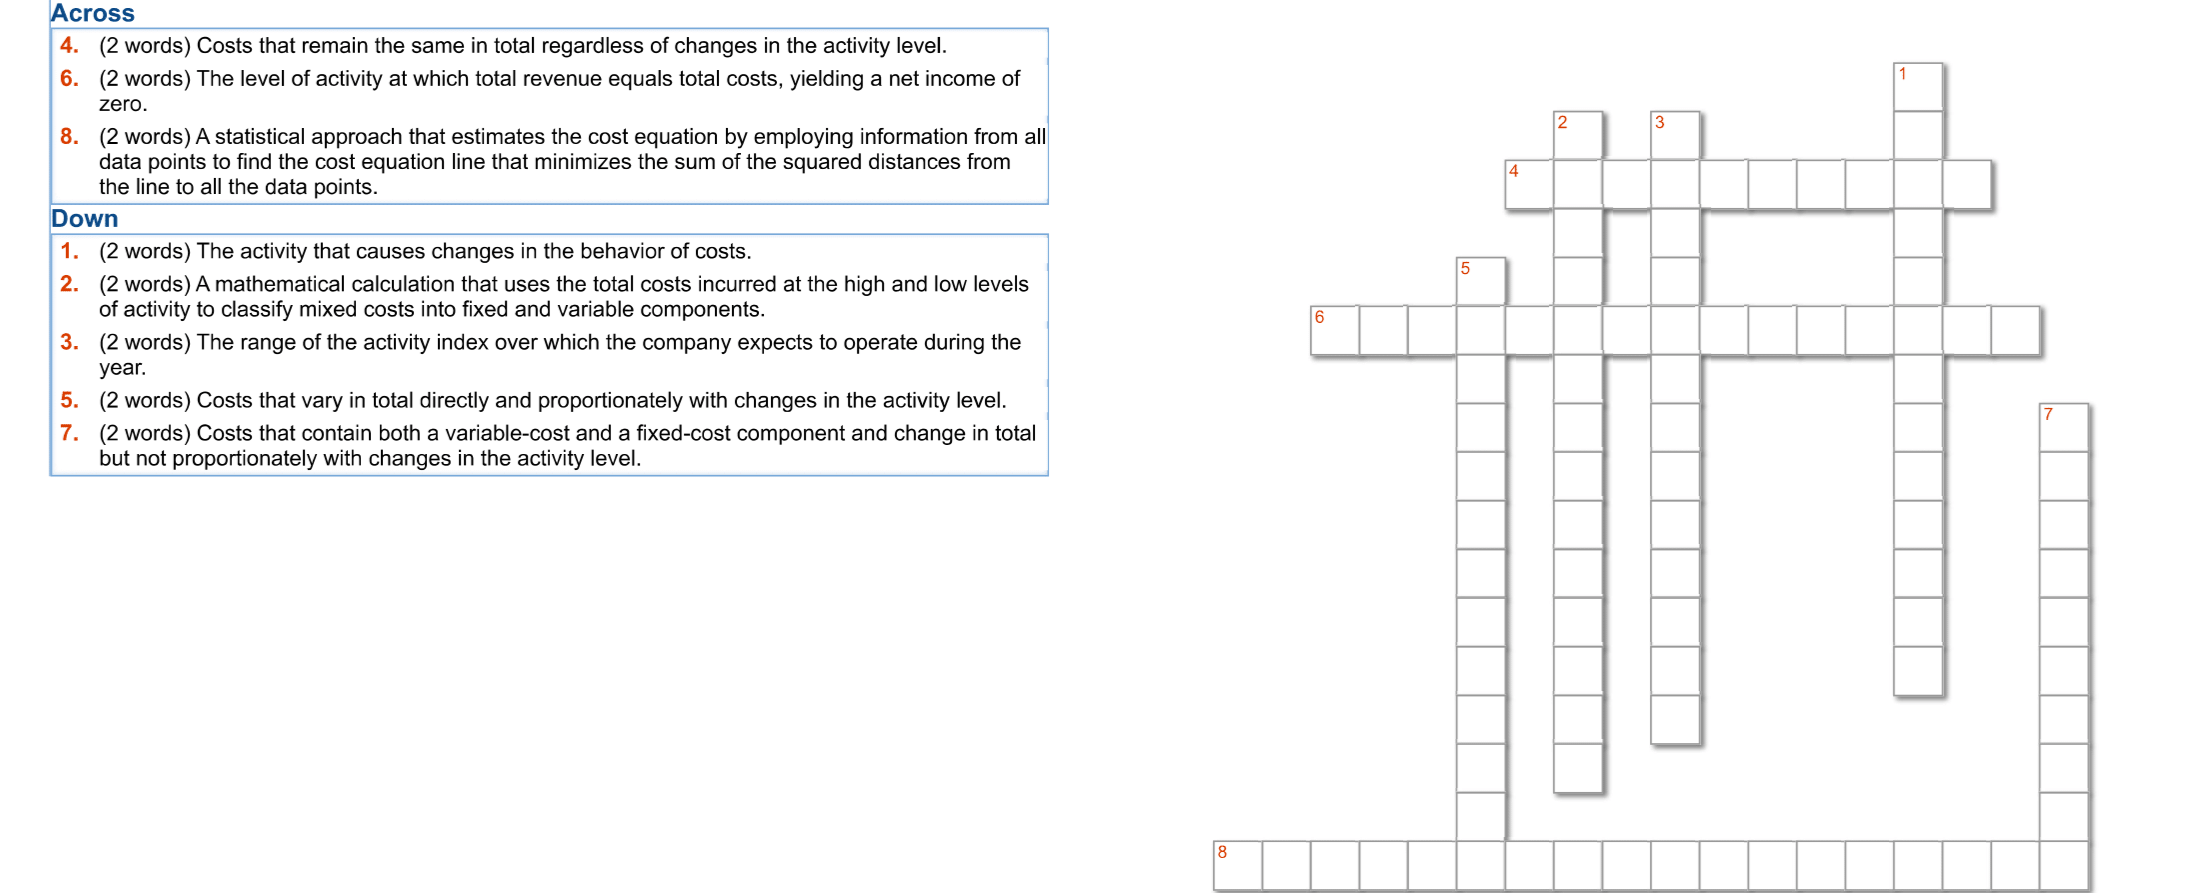 Across
4. (2 words) Costs that remain the same in total regardless of changes in the activity level.
6. (2 words) The level of activity at which total revenue equals total costs, yielding a net income of
zero.
8. (2 words) A statistical approach that estimates the cost equation by employing information from all
data points to find the cost equation line that minimizes the sum of the squared distances from
the line to all the data points.
Down
1. (2 words) The activity that causes changes in the behavior of costs.
2. (2 words) A mathematical calculation that uses the total costs incurred at the high and low levels
of activity to classify mixed costs into fixed and variable components.
3. (2 words) The range of the activity index over which the company expects to operate during the
year.
5. (2 words) Costs that vary in total directly and proportionately with changes in the activity level.
7. (2 words) Costs that contain both a variable-cost and a fixed-cost component and change in total
but not proportionately with changes in the activity level.
1
2 3
4
5
6
7
8